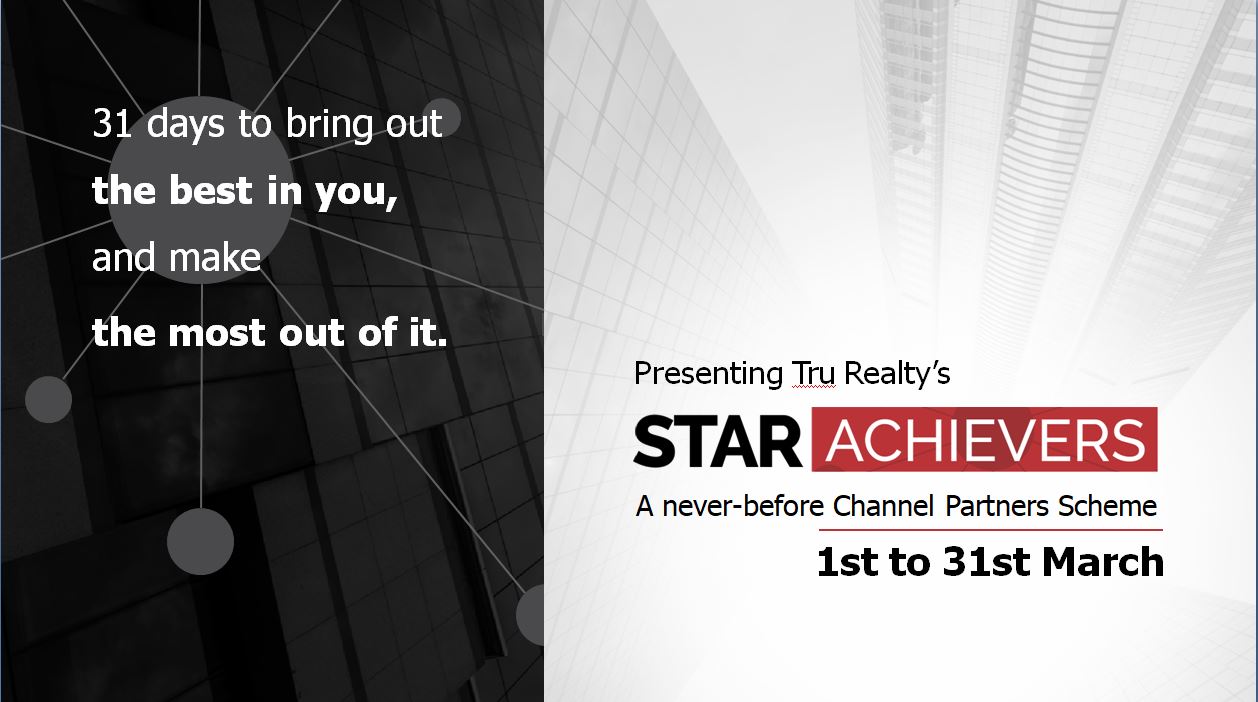 31 days to bring out
the best in you,
and make
the most out of it.
Presenting Tru Realty’s
STAR ACHIEVERS
A never-before Channel Partners Scheme
1st to 31st March